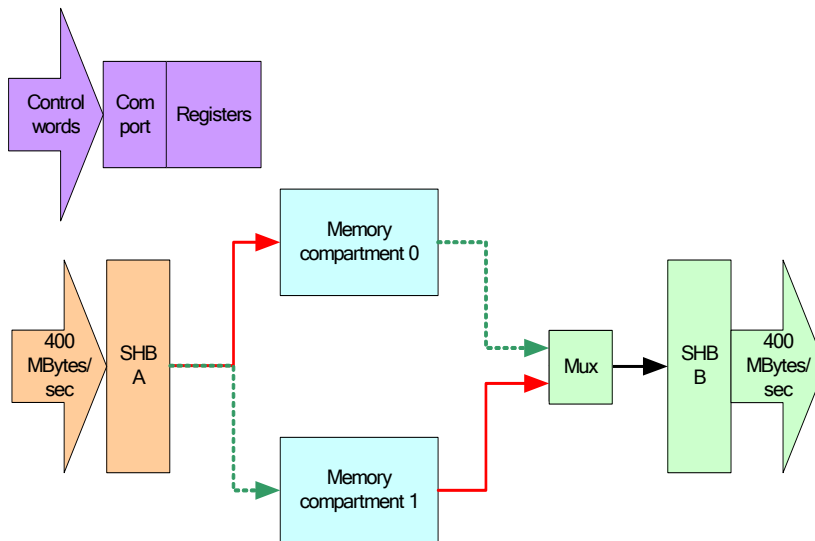 Control
words
Com
port
Registers
Memory
compartment 0
400
MBytes/
sec
SHB
A
Mux
SHB
B
400
MBytes/
sec
Memory
compartment 1